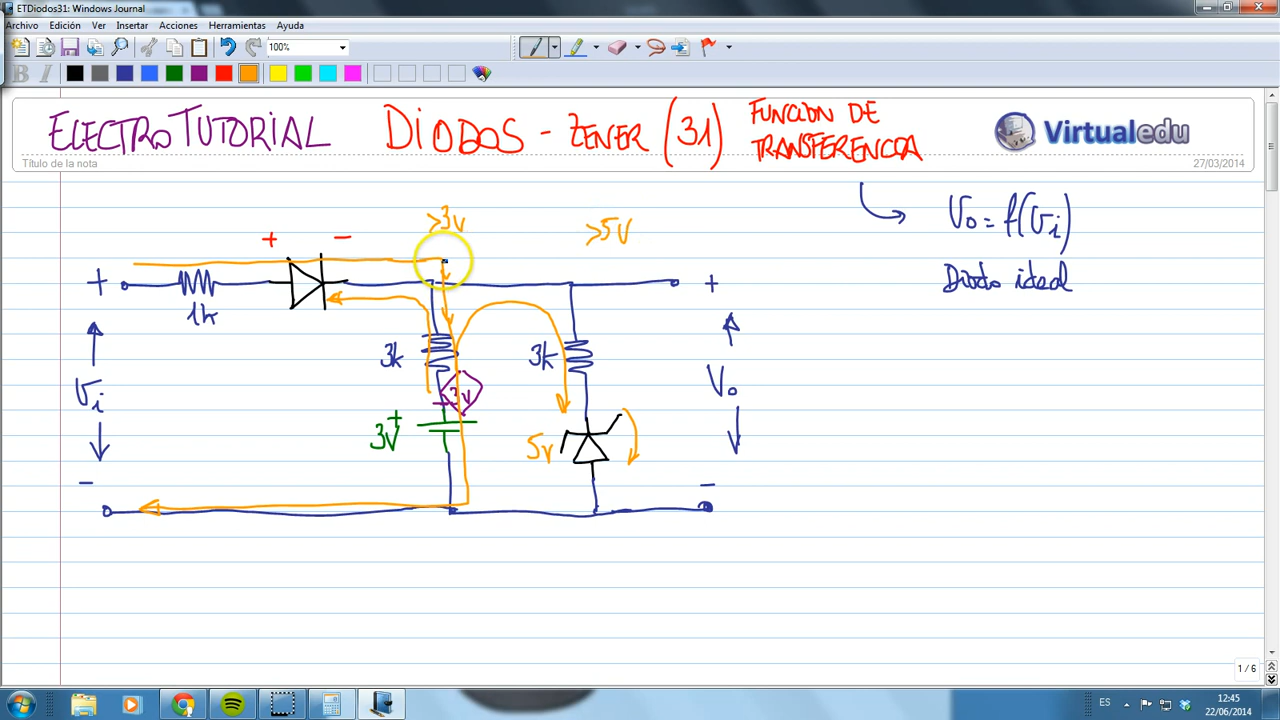 ETDiodos31: Windows Journal
Archivo Edición Ver Insertar Acciones Herramientas Ayuda
100%
B I
ELECTROTUTORIAL DIODOS - ZENER (31) FUNCION DE TRANSFERENCIA
Virtualedu
Título de la nota
27/03/2014
Vo = f(Vi)
Diodo ideal
>3V
>5V
+ -
+
+
1k
3k
3k
Vi
Vo
3V
+
3V
5V
-
-
1 / 6
ES
12:45
22/06/2014